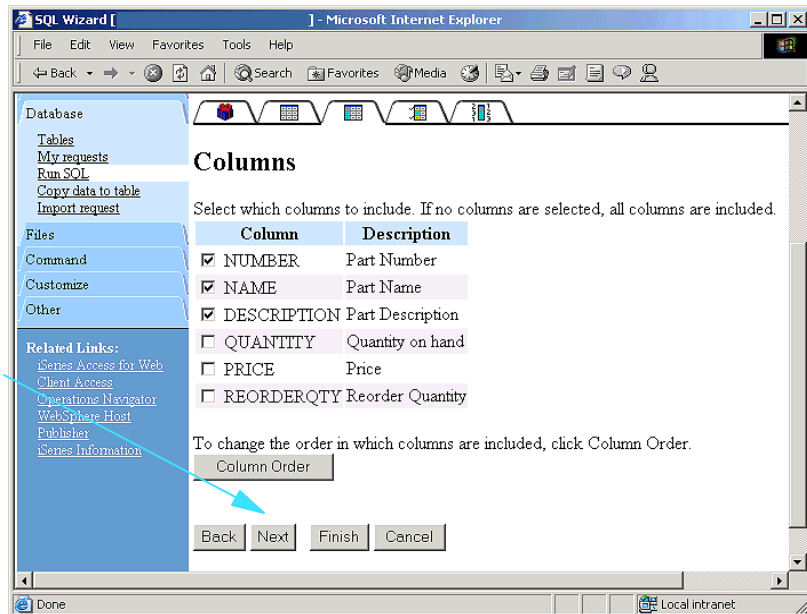 SQL Wizard [ ] - Microsoft Internet Explorer
File Edit View Favorites Tools Help
Back Search Favorites Media
Database
Tables
My requests
Run SQL
Copy data to table
Import request
Files
Command
Customize
Other
Related Links:
iSeries Access for Web
Client Access
Operations Navigator
WebSphere Host
Publisher
iSeries Information
Columns
Select which columns to include. If no columns are selected, all columns are included.
Column Description
NUMBER Part Number
NAME Part Name
DESCRIPTION Part Description
QUANTITY Quantity on hand
PRICE Price
REORDERQTY Reorder Quantity
To change the order in which columns are included, click Column Order.
Column Order
Back Next Finish Cancel
Done Local intranet